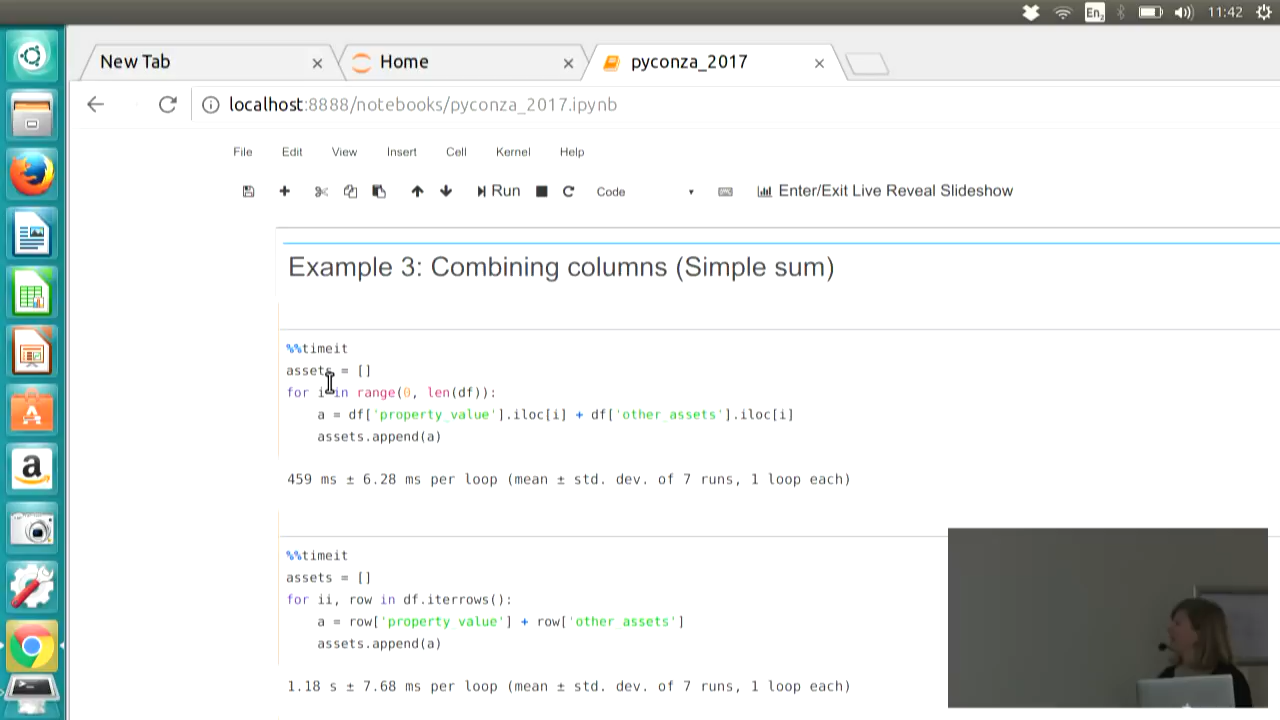 En₂ 11:42
New Tab × Home × pyconza_2017 ×
localhost:8888/notebooks/pyconza_2017.ipynb
File Edit View Insert Cell Kernel Help
Run Code Enter/Exit Live Reveal Slideshow
Example 3: Combining columns (Simple sum)
%%timeit
assets = []
for i in range(0, len(df)):
a = df['property_value'].iloc[i] + df['other_assets'].iloc[i]
assets.append(a)
459 ms ± 6.28 ms per loop (mean ± std. dev. of 7 runs, 1 loop each)
%%timeit
assets = []
for ii, row in df.iterrows():
a = row['property_value'] + row['other_assets']
assets.append(a)
1.18 s ± 7.68 ms per loop (mean ± std. dev. of 7 runs, 1 loop each)